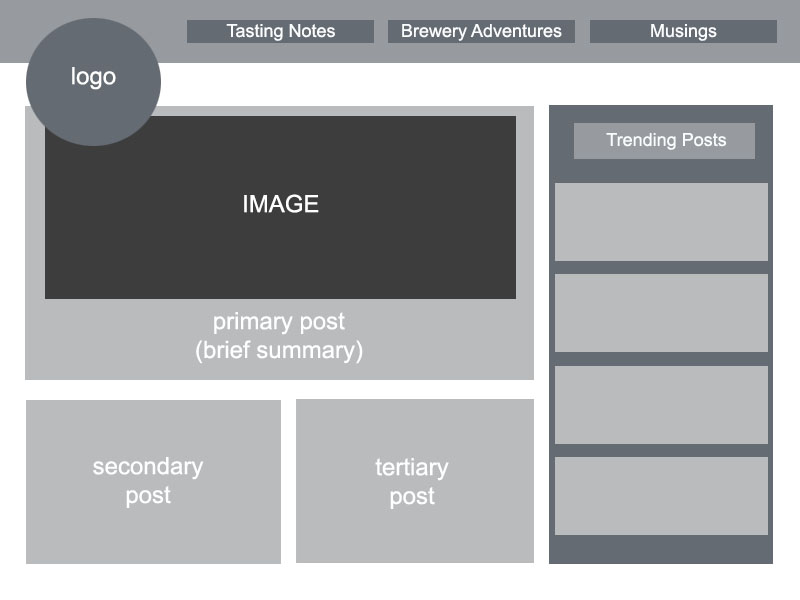 Tasting Notes
Brewery Adventures
Musings
logo
IMAGE
primary post
(brief summary)
secondary
post
tertiary
post
Trending Posts